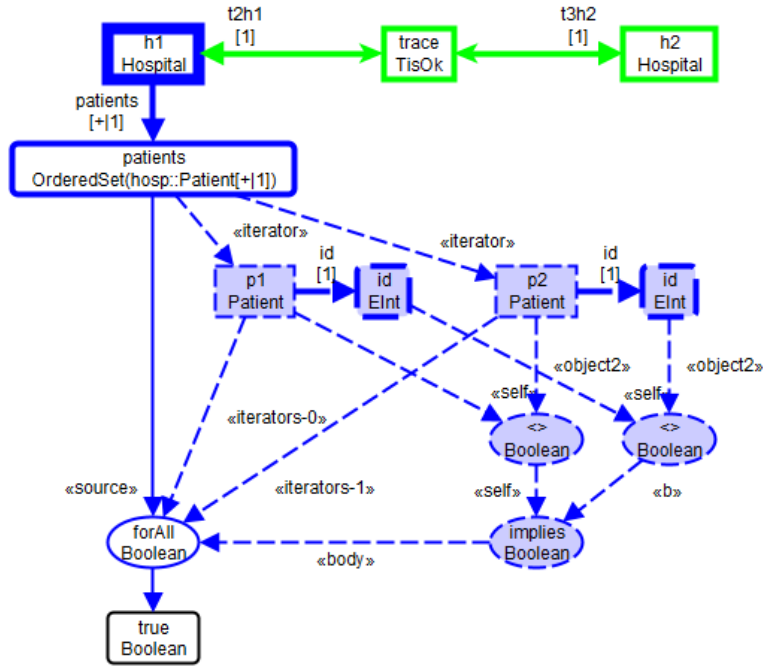 t2h1
t3h2
[1]
[1]
h1
Hospital
trace
TisOk
h2
Hospital
patients
[+|1]
patients
OrderedSet(hosp::Patient[+|1])
«iterator»
«iterator»
id
[1]
id
[1]
p1
Patient
id
EInt
p2
Patient
id
EInt
«object2»
«object2»
«self»
«self»
«iterators-0»
<>
Boolean
<>
Boolean
«source»
«iterators-1»
«self»
«b»
forAll
Boolean
implies
Boolean
«body»
true
Boolean